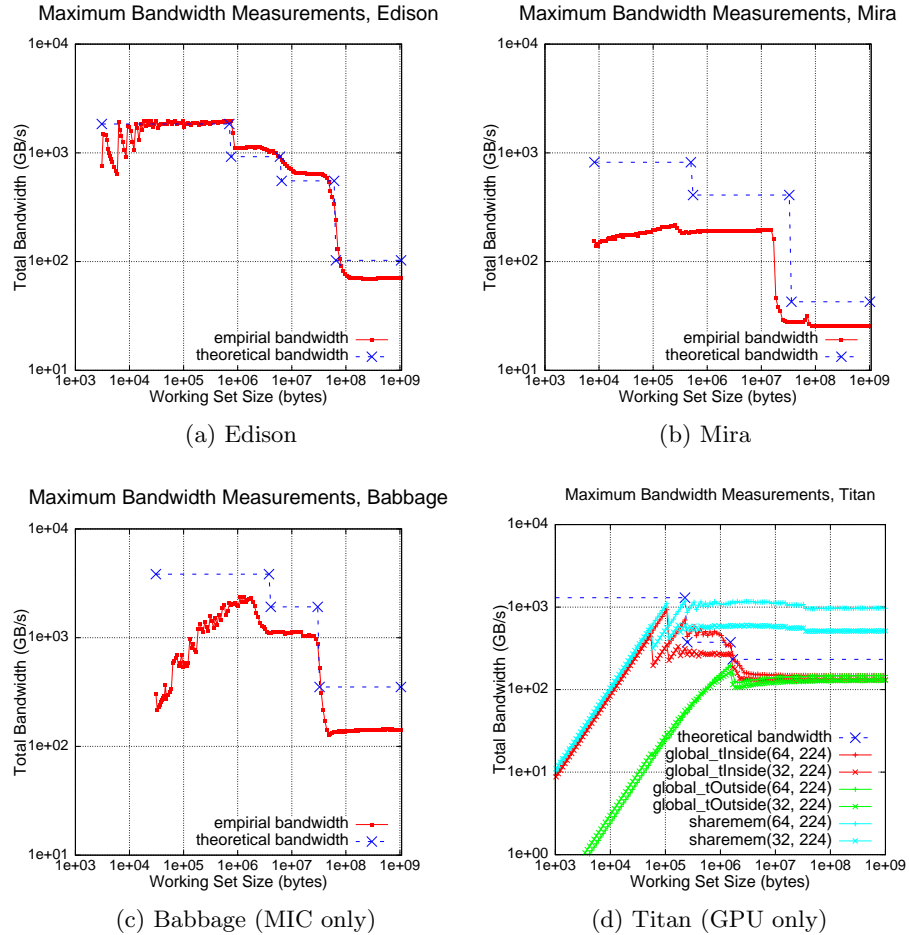 Maximum Bandwidth Measurements, Edison
1e+04
1e+03
1e+02
1e+01
Total Bandwidth (GB/s)
empirial bandwidth
theoretical bandwidth
1e+03 1e+04 1e+05 1e+06 1e+07 1e+08 1e+09
Working Set Size (bytes)
(a) Edison
Maximum Bandwidth Measurements, Mira
1e+04
1e+03
1e+02
1e+01
Total Bandwidth (GB/s)
empirial bandwidth
theoretical bandwidth
1e+03 1e+04 1e+05 1e+06 1e+07 1e+08 1e+09
Working Set Size (bytes)
(b) Mira
Maximum Bandwidth Measurements, Babbage
1e+04
1e+03
1e+02
1e+01
Total Bandwidth (GB/s)
empirial bandwidth
theoretical bandwidth
1e+03 1e+04 1e+05 1e+06 1e+07 1e+08 1e+09
Working Set Size (bytes)
(c) Babbage (MIC only)
Maximum Bandwidth Measurements, Titan
1e+04
1e+03
1e+02
1e+01
1e+00
Total Bandwidth (GB/s)
theoretical bandwidth
global_tInside(64, 224)
global_tInside(32, 224)
global_tOutside(64, 224)
global_tOutside(32, 224)
sharemem(64, 224)
sharemem(32, 224)
1e+03 1e+04 1e+05 1e+06 1e+07 1e+08 1e+09
Working Set Size (bytes)
(d) Titan (GPU only)